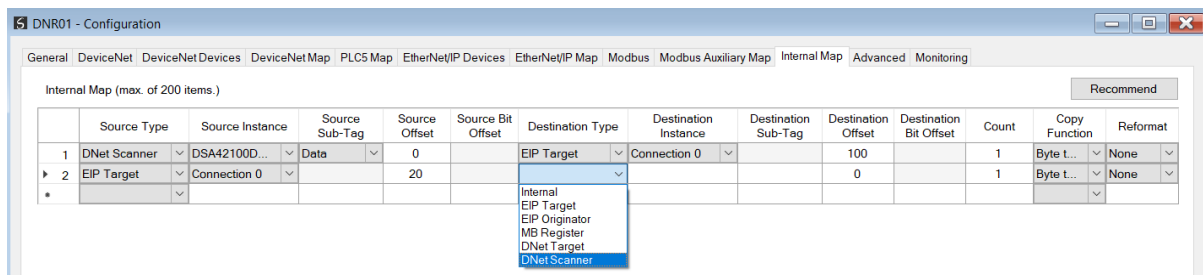 DNR01 - Configuration
General DeviceNet DeviceNet Devices DeviceNet Map PLC5 Map EtherNet/IP Devices EtherNet/IP Map Modbus Modbus Auxiliary Map Internal Map Advanced Monitoring
Internal Map (max. of 200 items.) Recommend
Source Type Source Instance Source Sub-Tag Source Offset Source Bit Offset Destination Type Destination Instance Destination Sub-Tag Destination Offset Destination Bit Offset Count Copy Function Reformat
1 DNet Scanner DSA42100D... Data 0 EIP Target Connection 0 100 1 Byte t... None
2 EIP Target Connection 0 20 0 1 Byte t... None
Internal
EIP Target
EIP Originator
MB Register
DNet Target
DNet Scanner